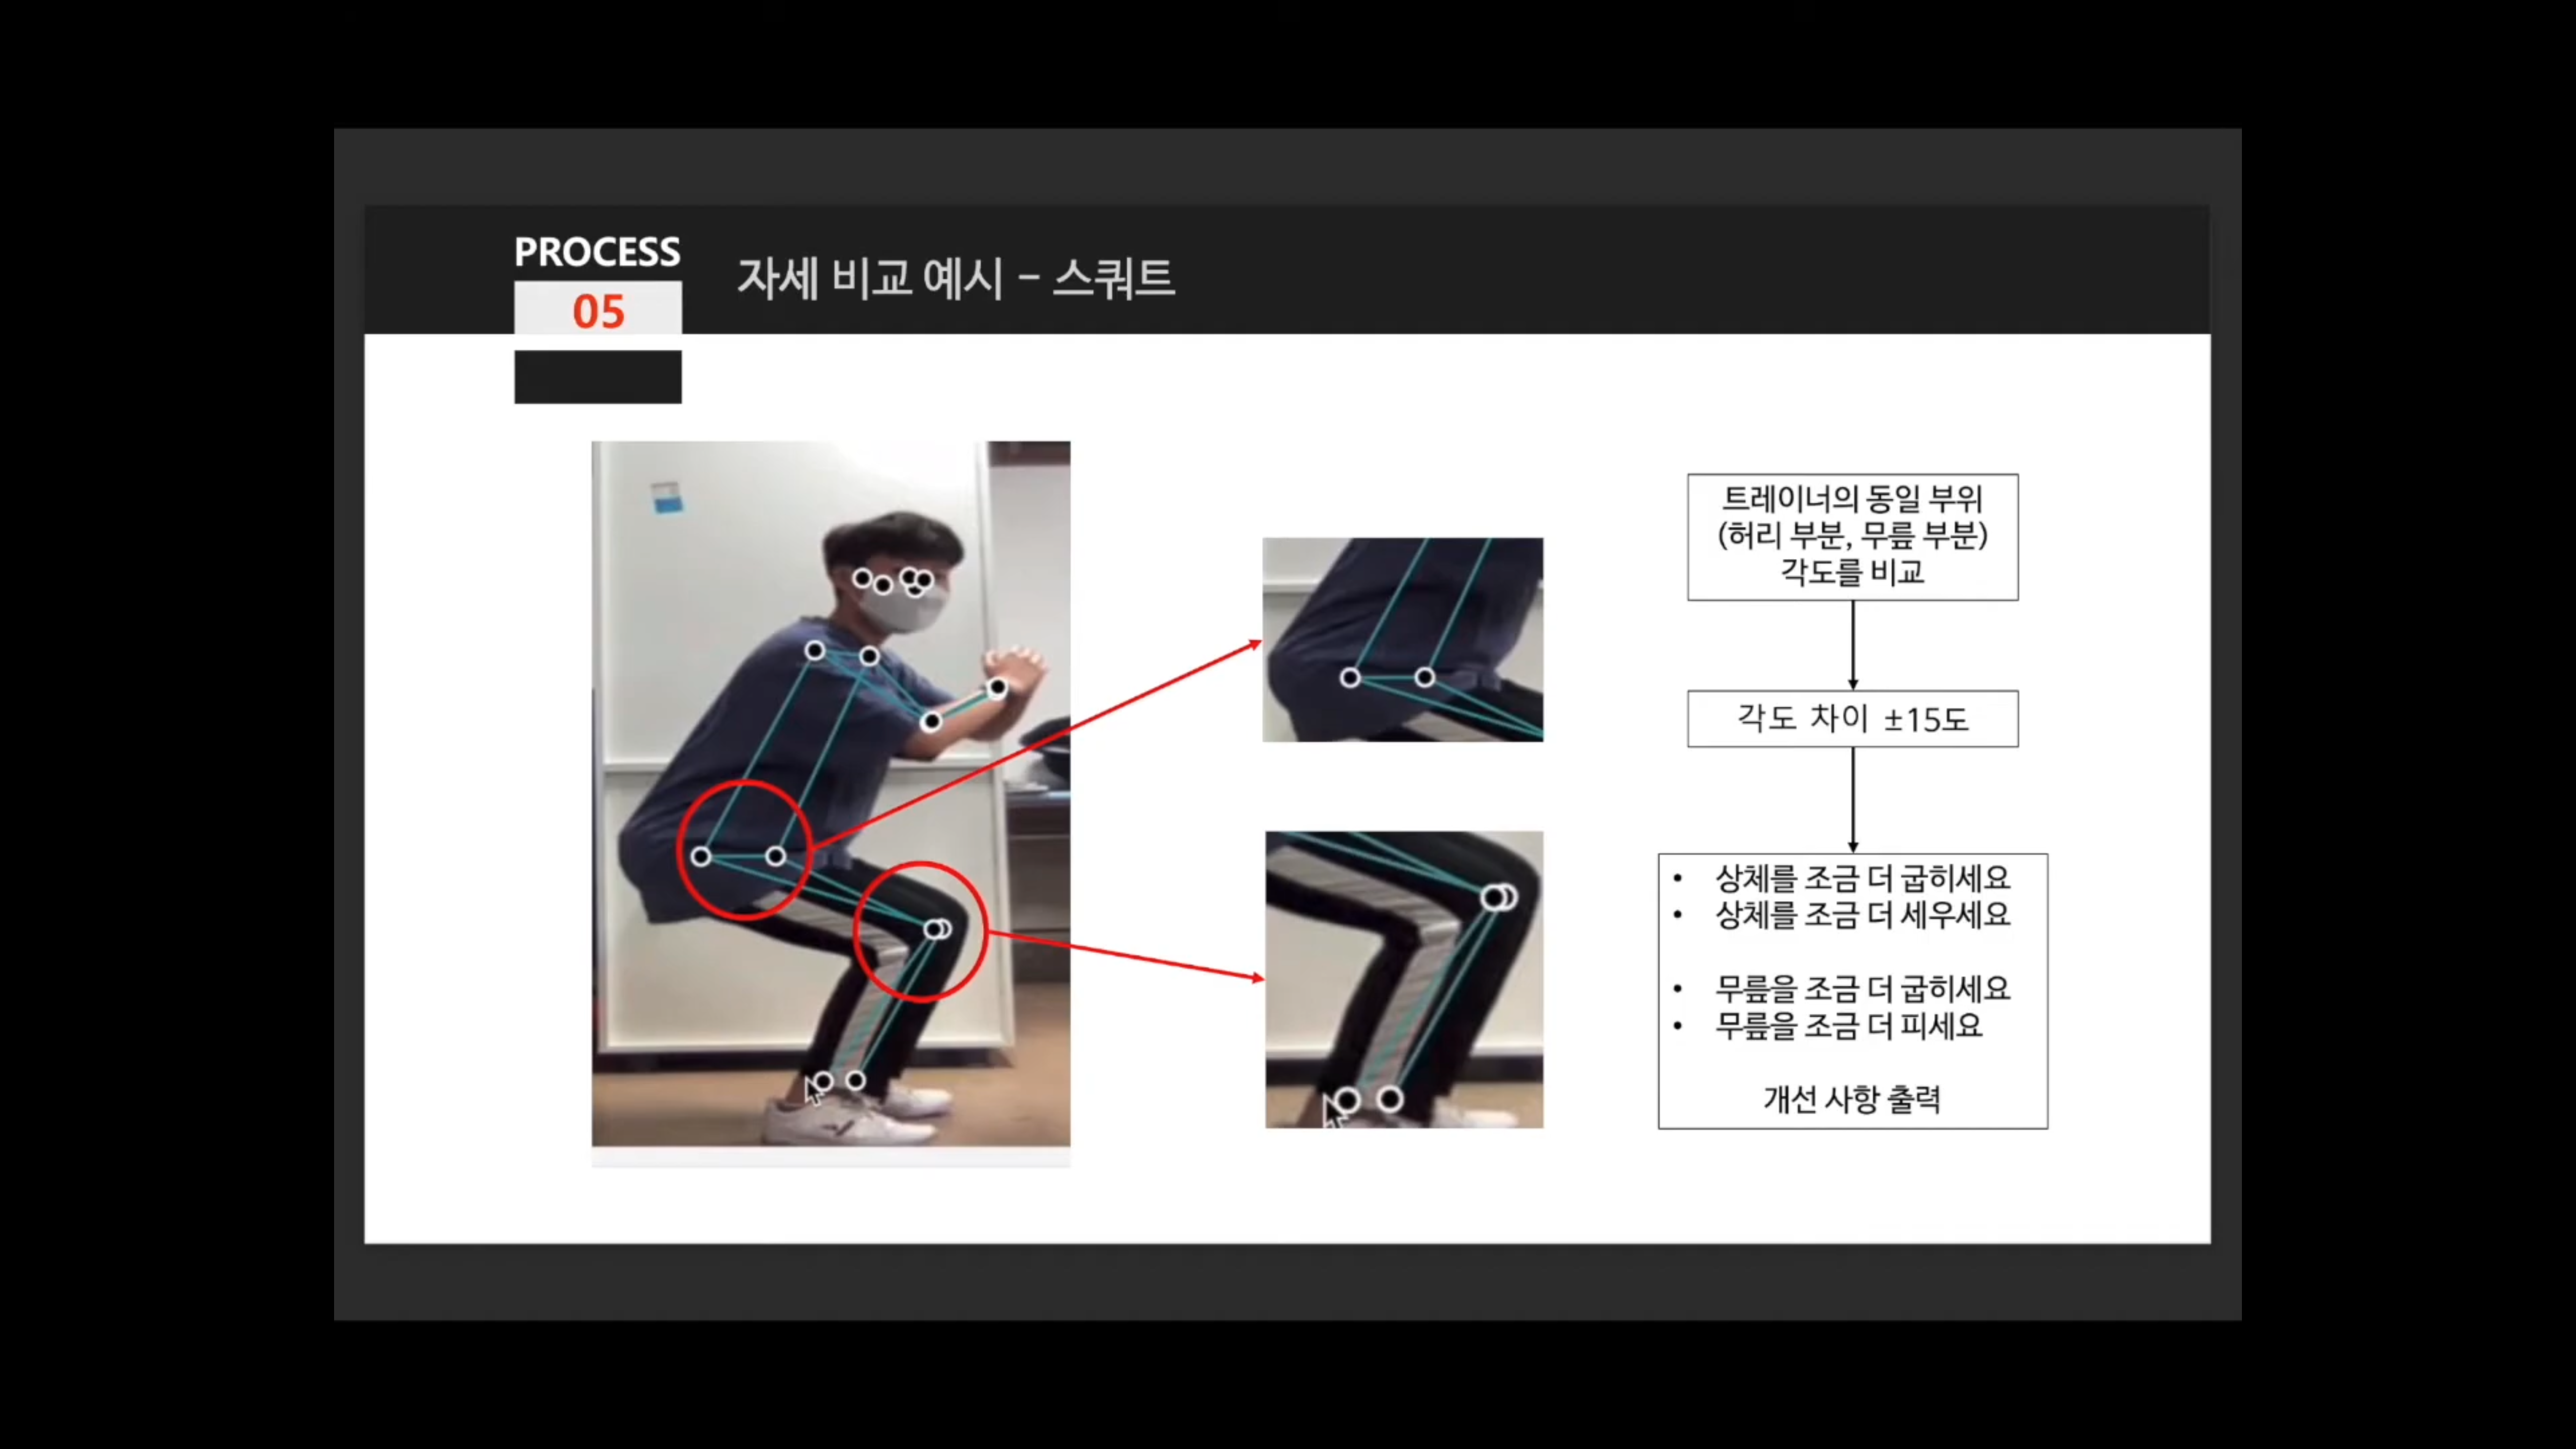 PROCESS
05
자세 비교 예시 - 스쿼트
트레이너의 동일 부위
(허리 부분, 무릎 부분)
각도를 비교
각도 차이 ±15도
• 상체를 조금 더 굽히세요
• 상체를 조금 더 세우세요
• 무릎을 조금 더 굽히세요
• 무릎을 조금 더 피세요
개선 사항 출력